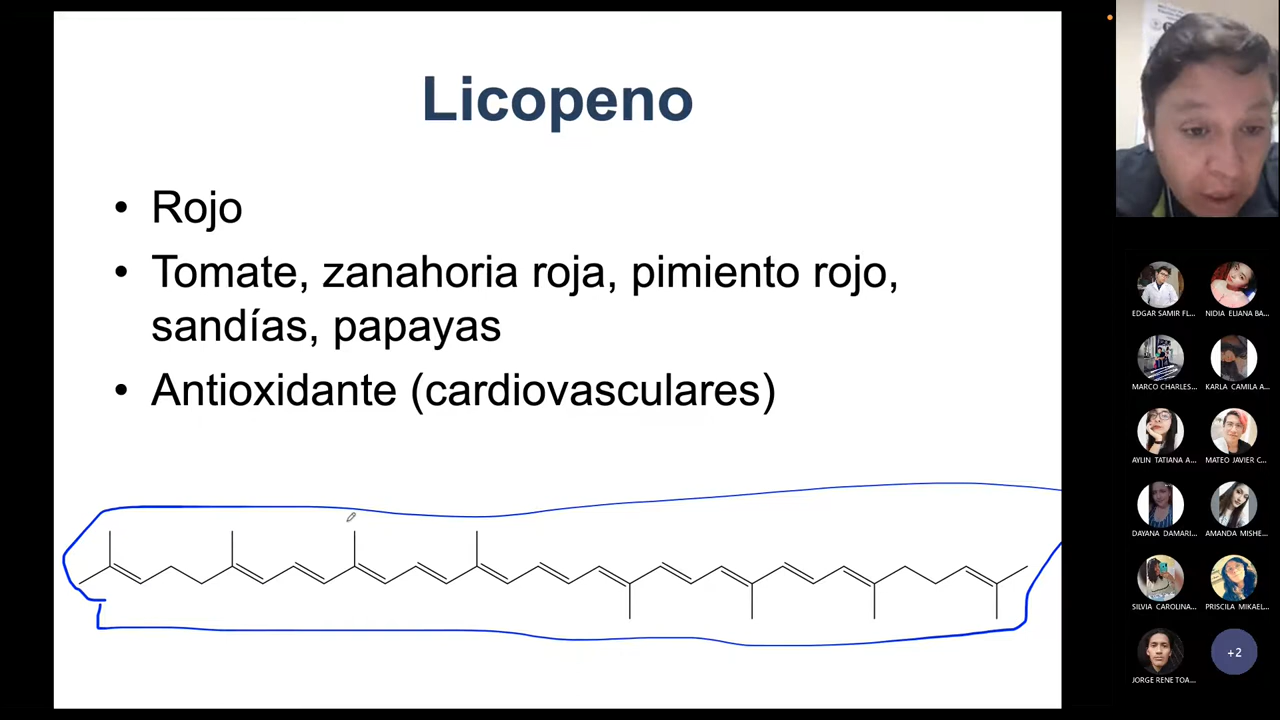 Licopeno
• Rojo
• Tomate, zanahoria roja, pimiento rojo,
sandías, papayas
• Antioxidante (cardiovasculares)
EDGAR SAMIR FL...
NIDIA ELIANA BA...
MARCO CHARLES...
KARLA CAMILA A...
AYLIN TATIANA A...
MATEO JAVIER C...
DAYANA DAMARI...
AMANDA MISHE...
SILVIA CAROLINA...
PRISCILA MIKAEL...
JORGE RENE TOA...
+2